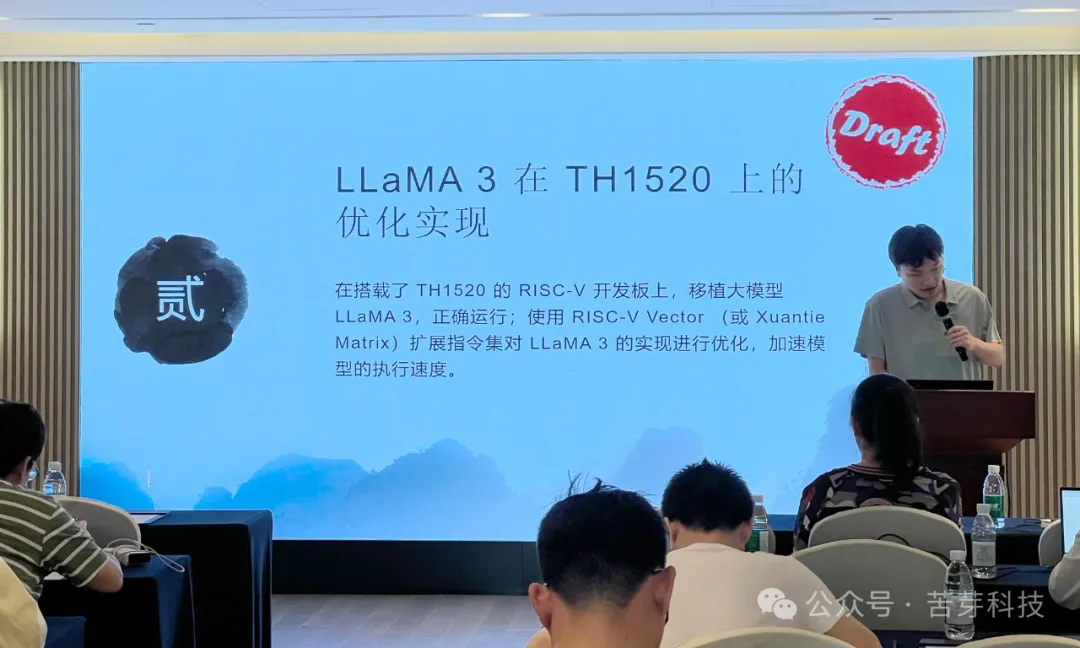 Draft
LLaMA 3 在 TH1520 上的
优化实现
贰
在搭载了 TH1520 的 RISC-V 开发板上，移植大模型
LLaMA 3，正确运行；使用 RISC-V Vector （或 Xuantie
Matrix）扩展指令集对 LLaMA 3 的实现进行优化，加速模
型的执行速度。
公众号 · 苦芽科技